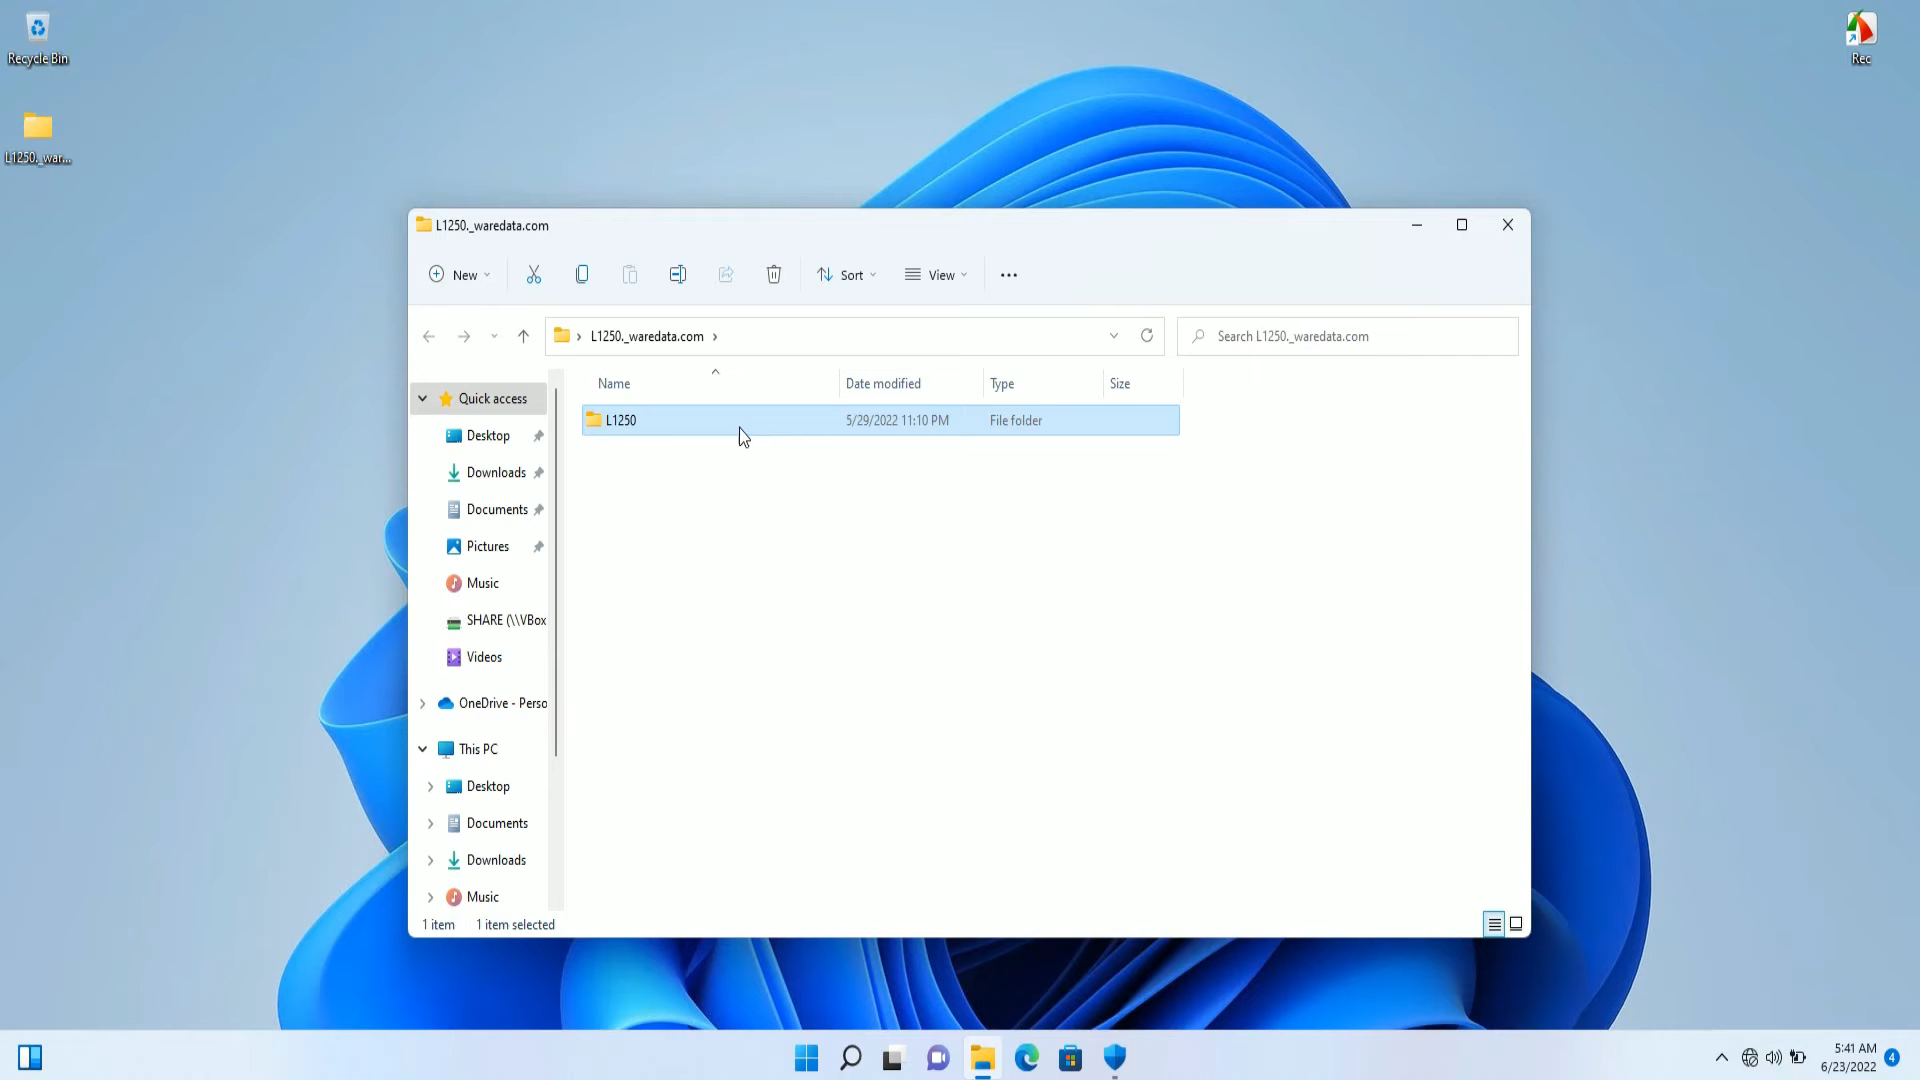 Recycle Bin
Rec
L1250._war...
L1250._waredata.com
New
Sort
View
L1250._waredata.com
Search L1250._waredata.com
Name
Date modified
Type
Size
Quick access
L1250
5/29/2022 11:10 PM
File folder
Desktop
Downloads
Documents
Pictures
Music
SHARE (\\VBox
Videos
OneDrive - Perso
This PC
Desktop
Documents
Downloads
Music
1 item
1 item selected
5:41 AM
6/23/2022
4